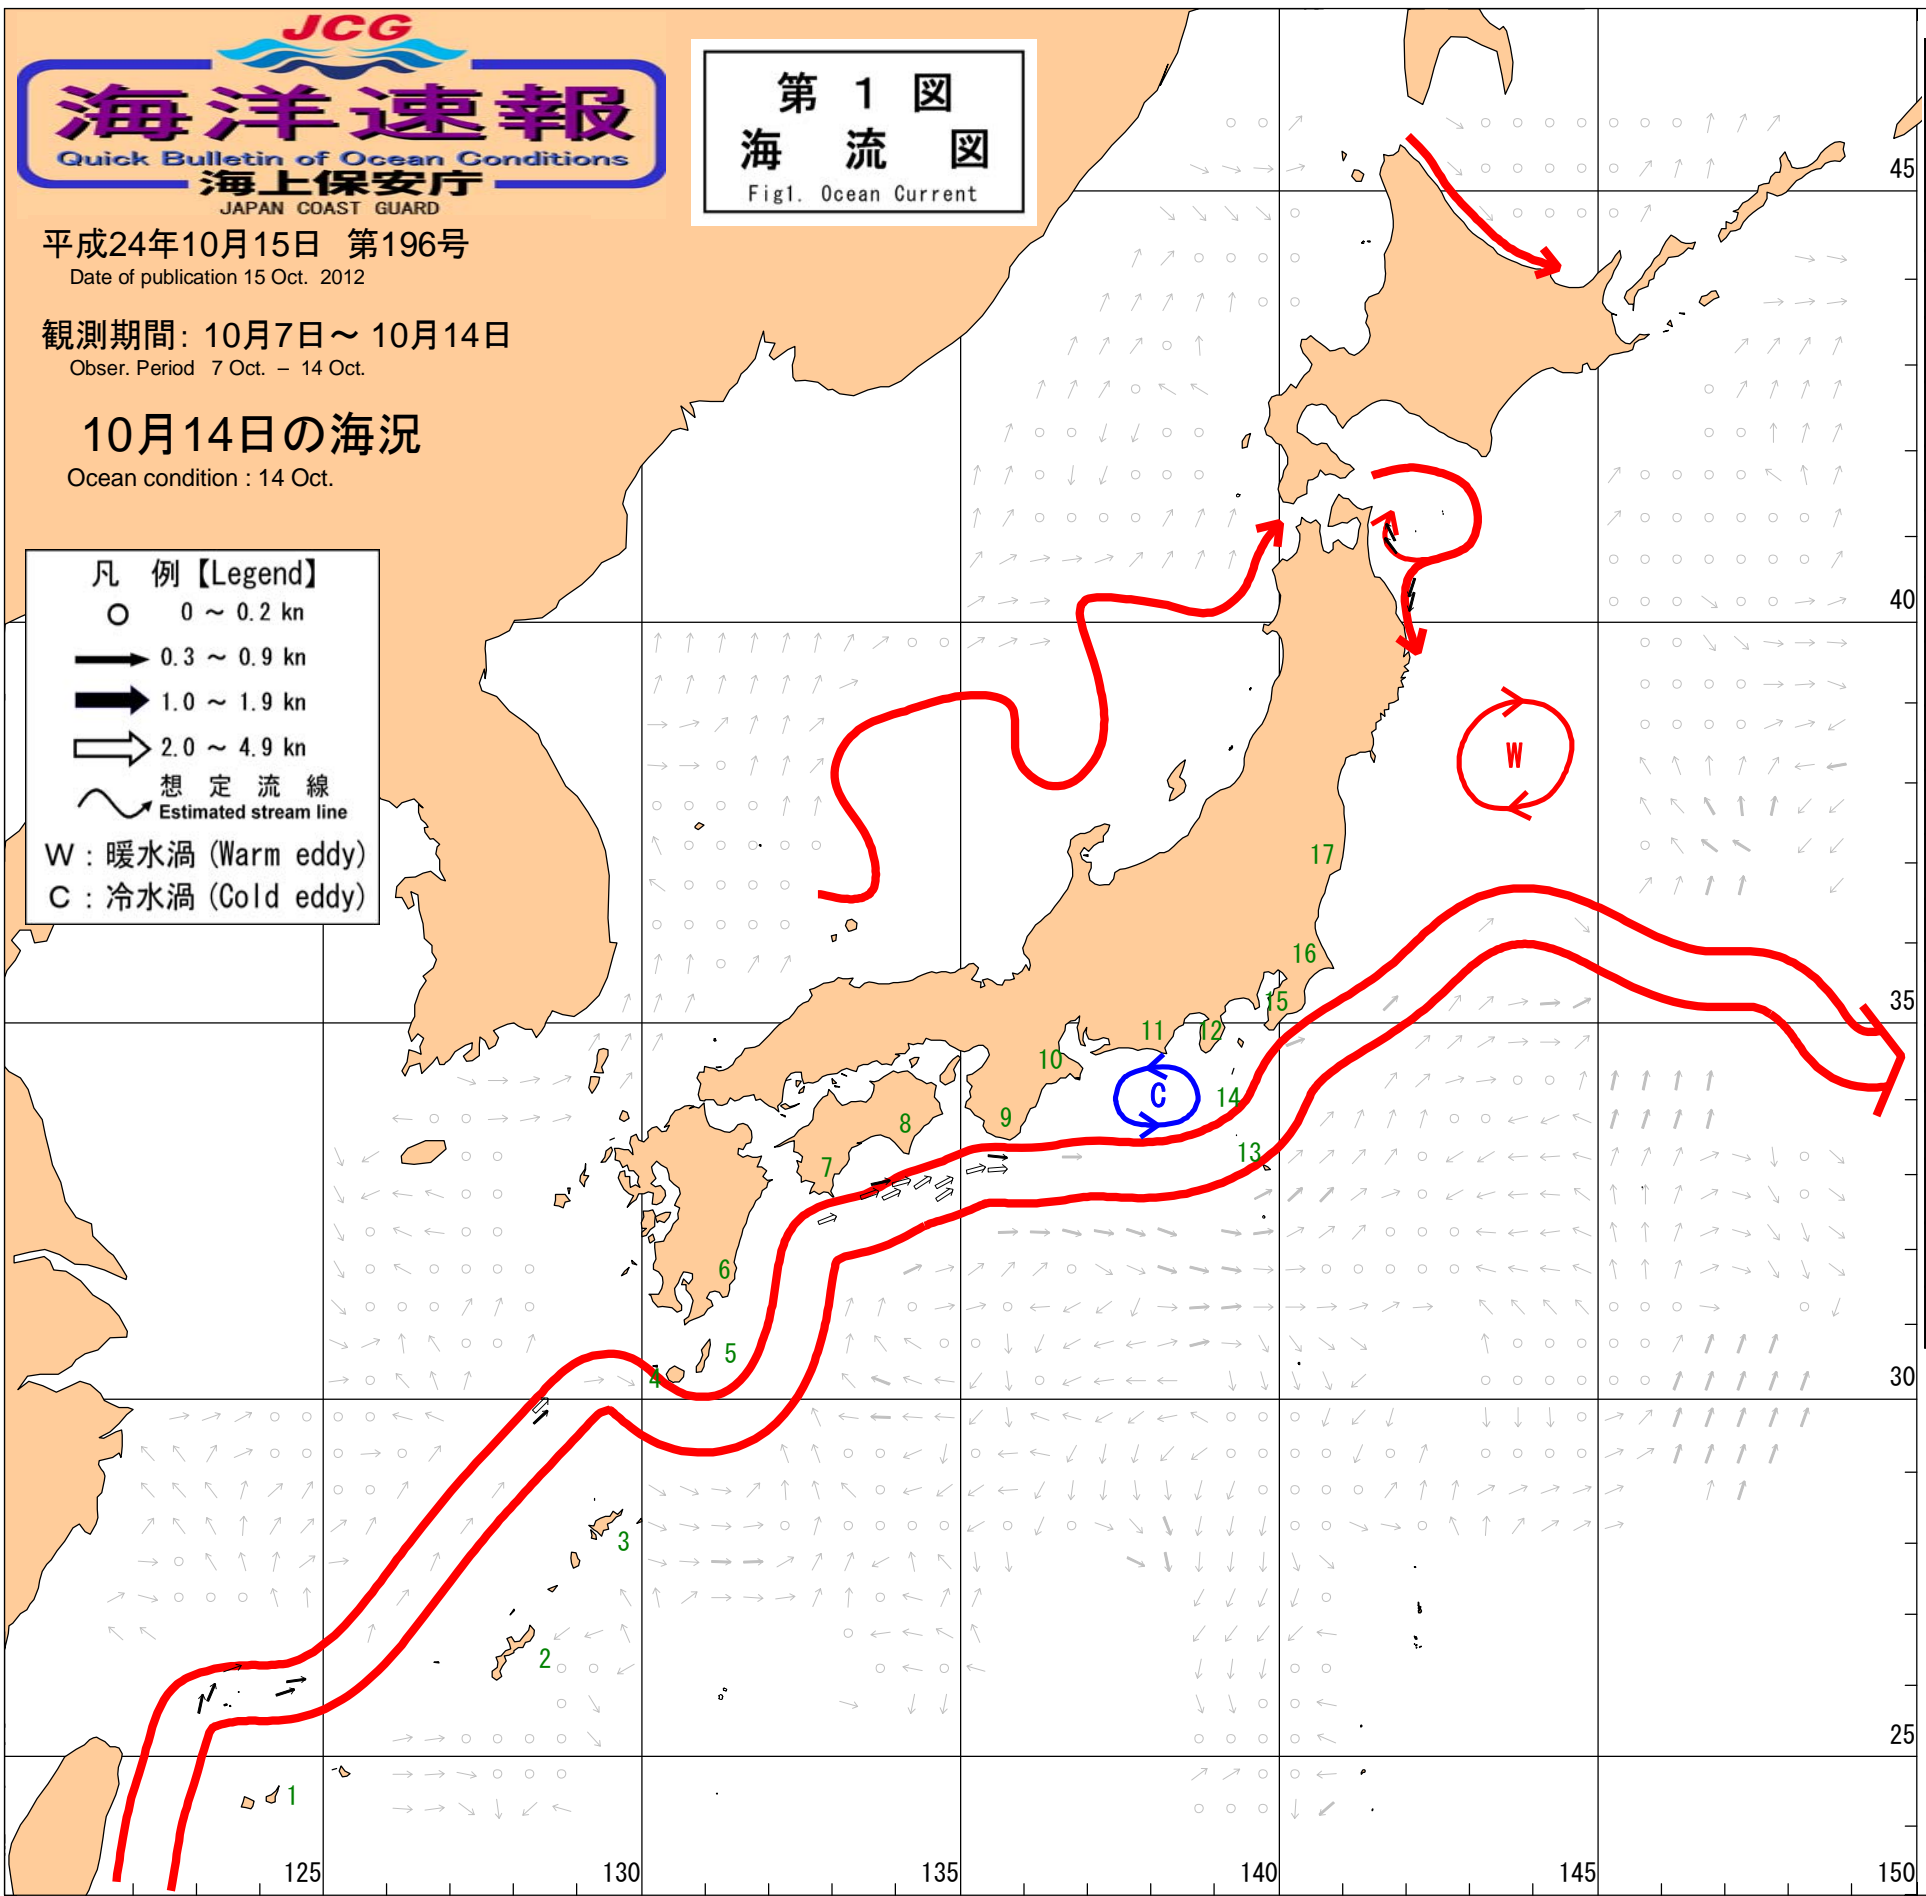 JCG
海洋速報
Quick Bulletin of Ocean Conditions
海上保安庁
JAPAN COAST GUARD
第 1 図
海 流 図
Fig1. Ocean Current
平成24年10月15日 第196号
Date of publication 15 Oct. 2012
観測期間: 10月7日～ 10月14日
Obser. Period 7 Oct. – 14 Oct.
10月14日の海況
Ocean condition : 14 Oct.
凡 例【Legend】
0 ～ 0.2 kn
0.3 ～ 0.9 kn
1.0 ～ 1.9 kn
2.0 ～ 4.9 kn
想 定 流 線
Estimated stream line
W : 暖水渦 (Warm eddy)
C : 冷水渦 (Cold eddy)
45
40
W
17
16
35
15
12
11
10
C
14
9
8
13
7
6
5
4
30
3
2
25
1
125
130
135
140
145
150